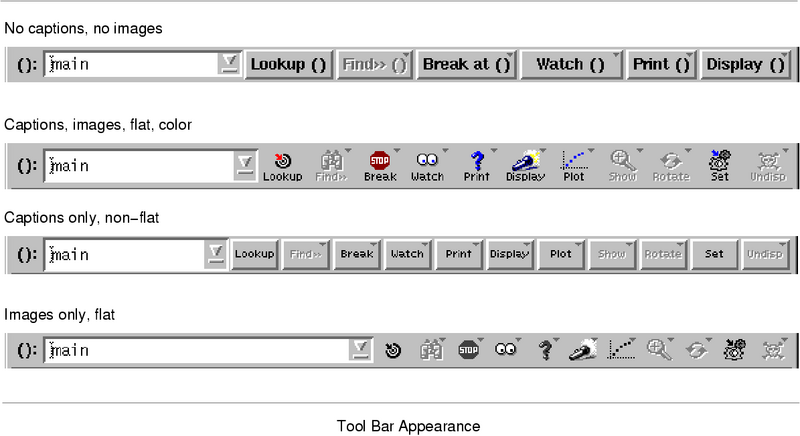 No captions, no images
(): main Lookup () Find>> () Break at () Watch () Print () Display ()
Captions, images, flat, color
(): main Lookup Find>> STOP Break Watch Print Display Plot Show Rotate Set Undisp
Captions only, non−flat
(): main Lookup Find>> Break Watch Print Display Plot Show Rotate Set Undisp
Images only, flat
(): main STOP
Tool Bar Appearance